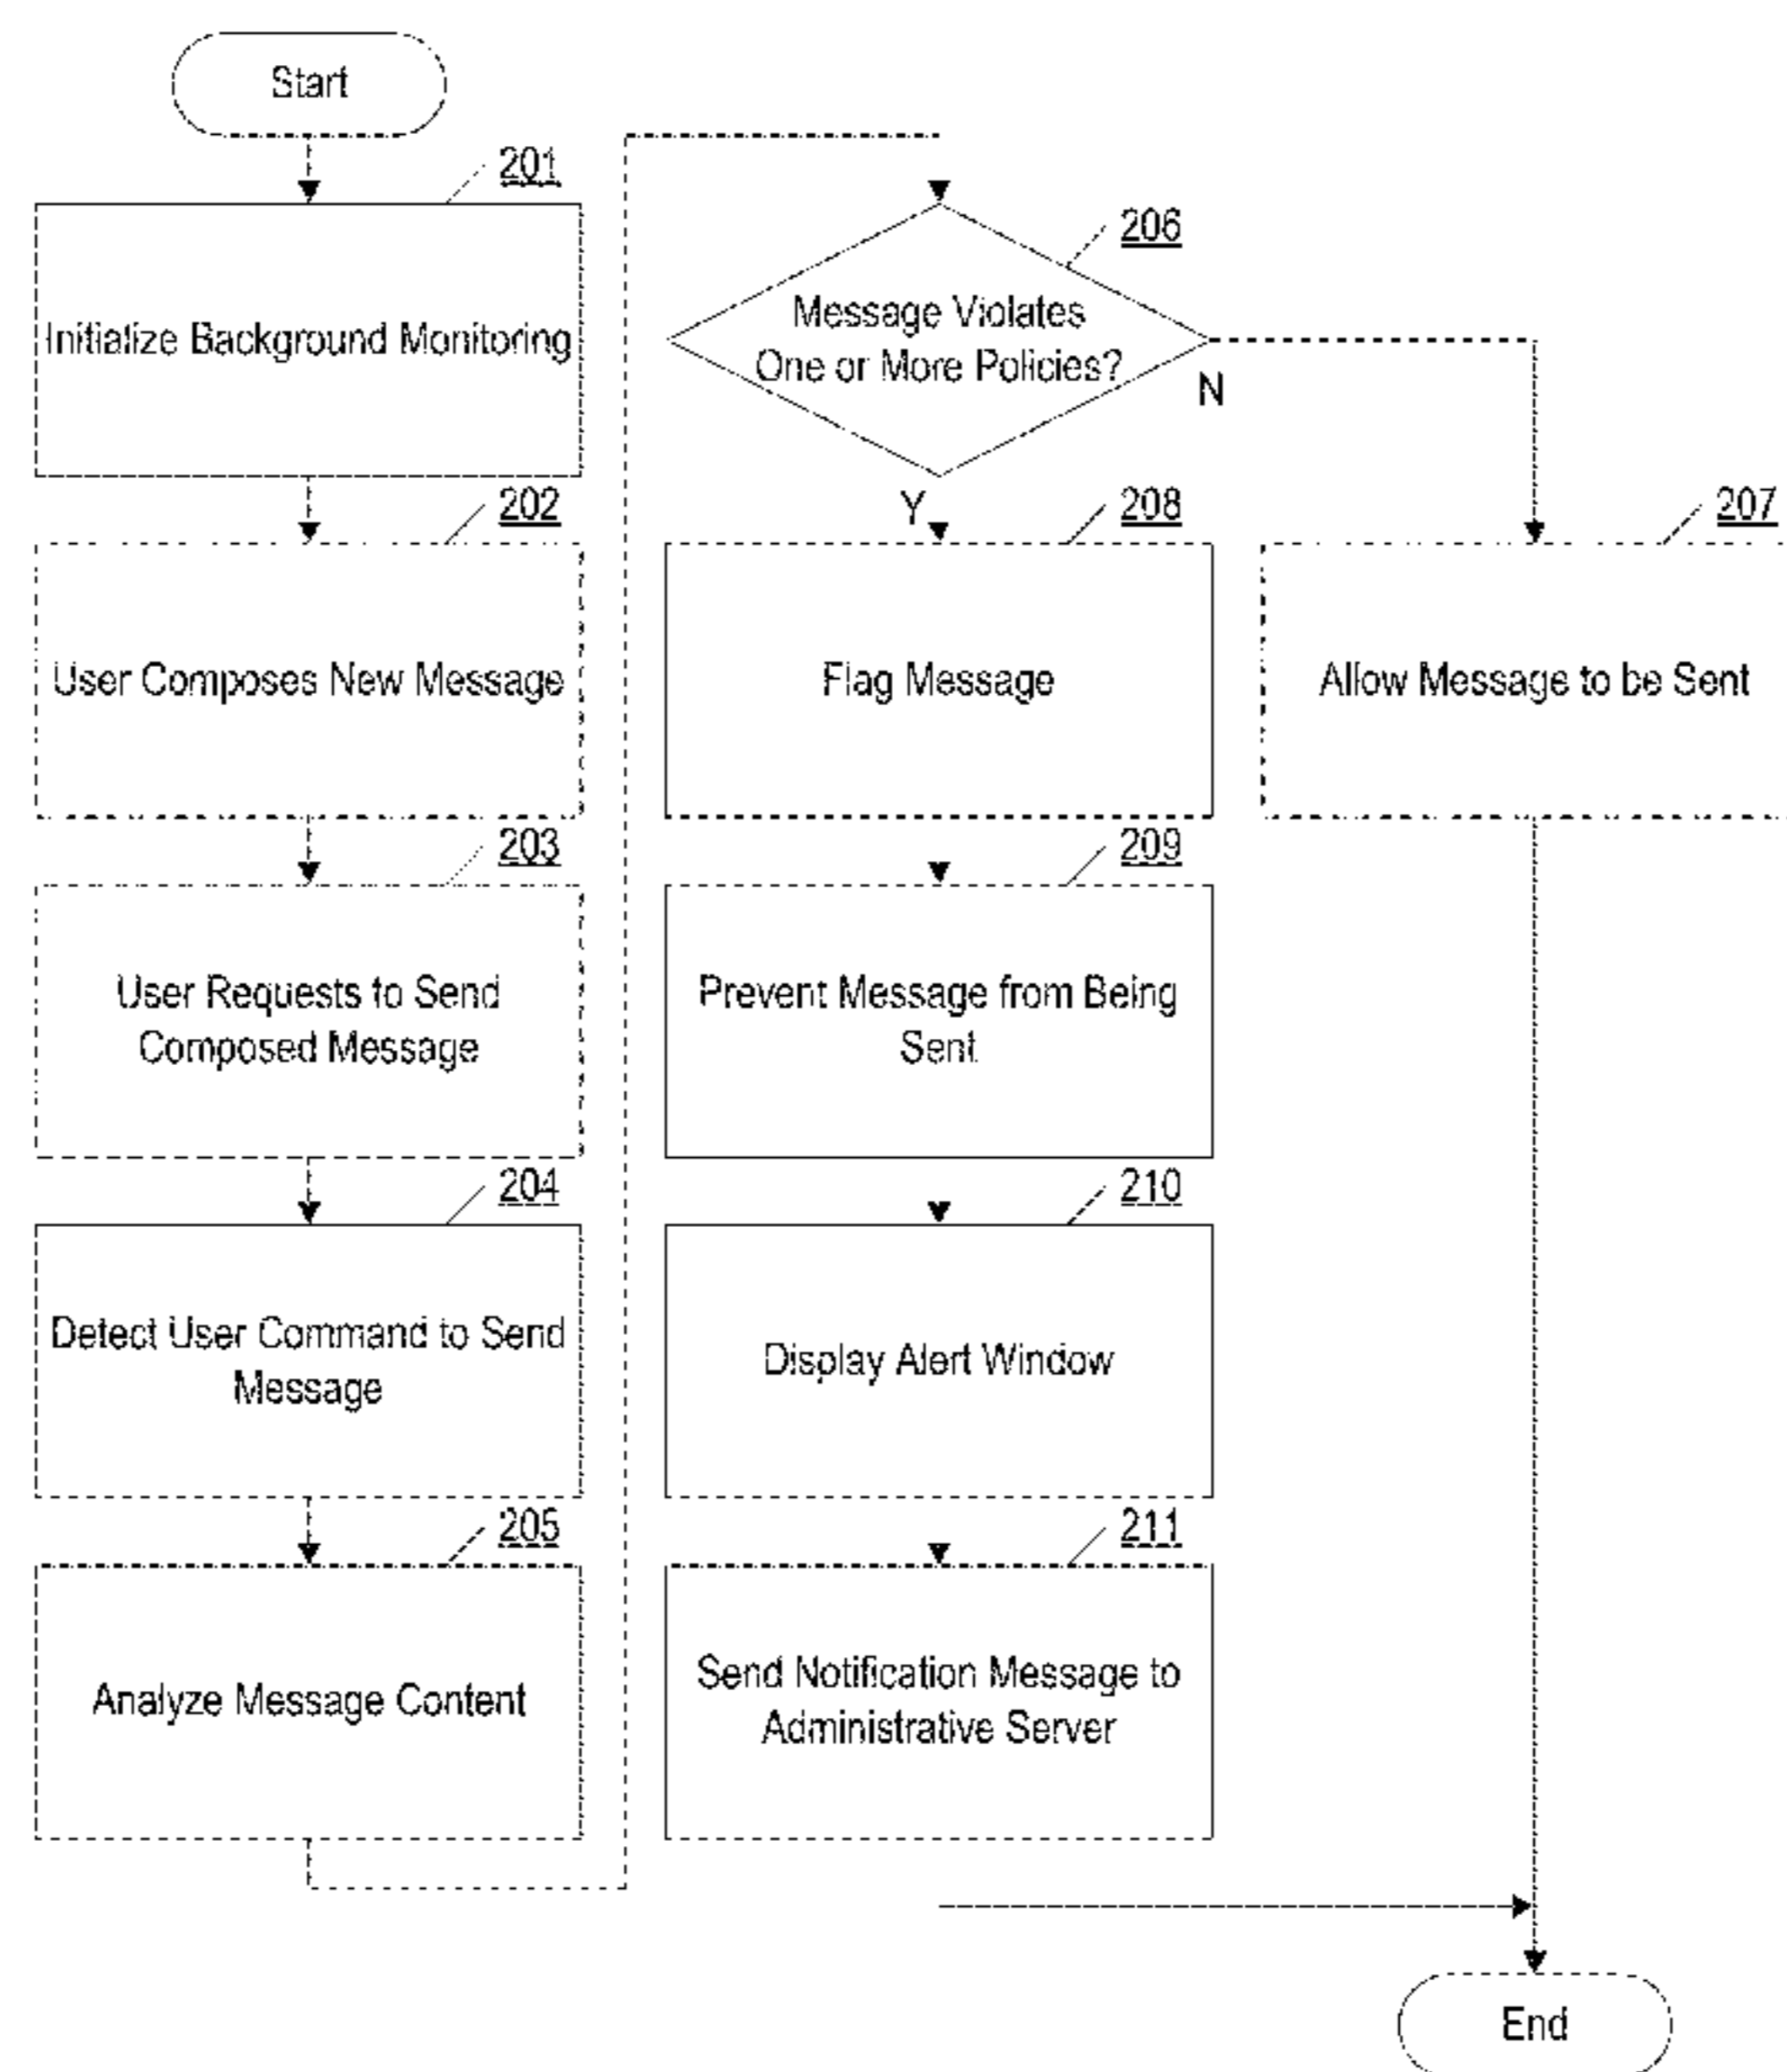 Start
201
Initialize Background Monitoring
202
User Composes New Message
203
User Requests to Send
Composed Message
204
Detect User Command to Send
Message
205
Analyze Message Content
206
Message Violates
One or More Policies?
N
Y
208
Flag Message
207
Allow Message to be Sent
209
Prevent Message from Being
Sent
210
Display Alert Window
211
Send Notification Message to
Administrative Server
End